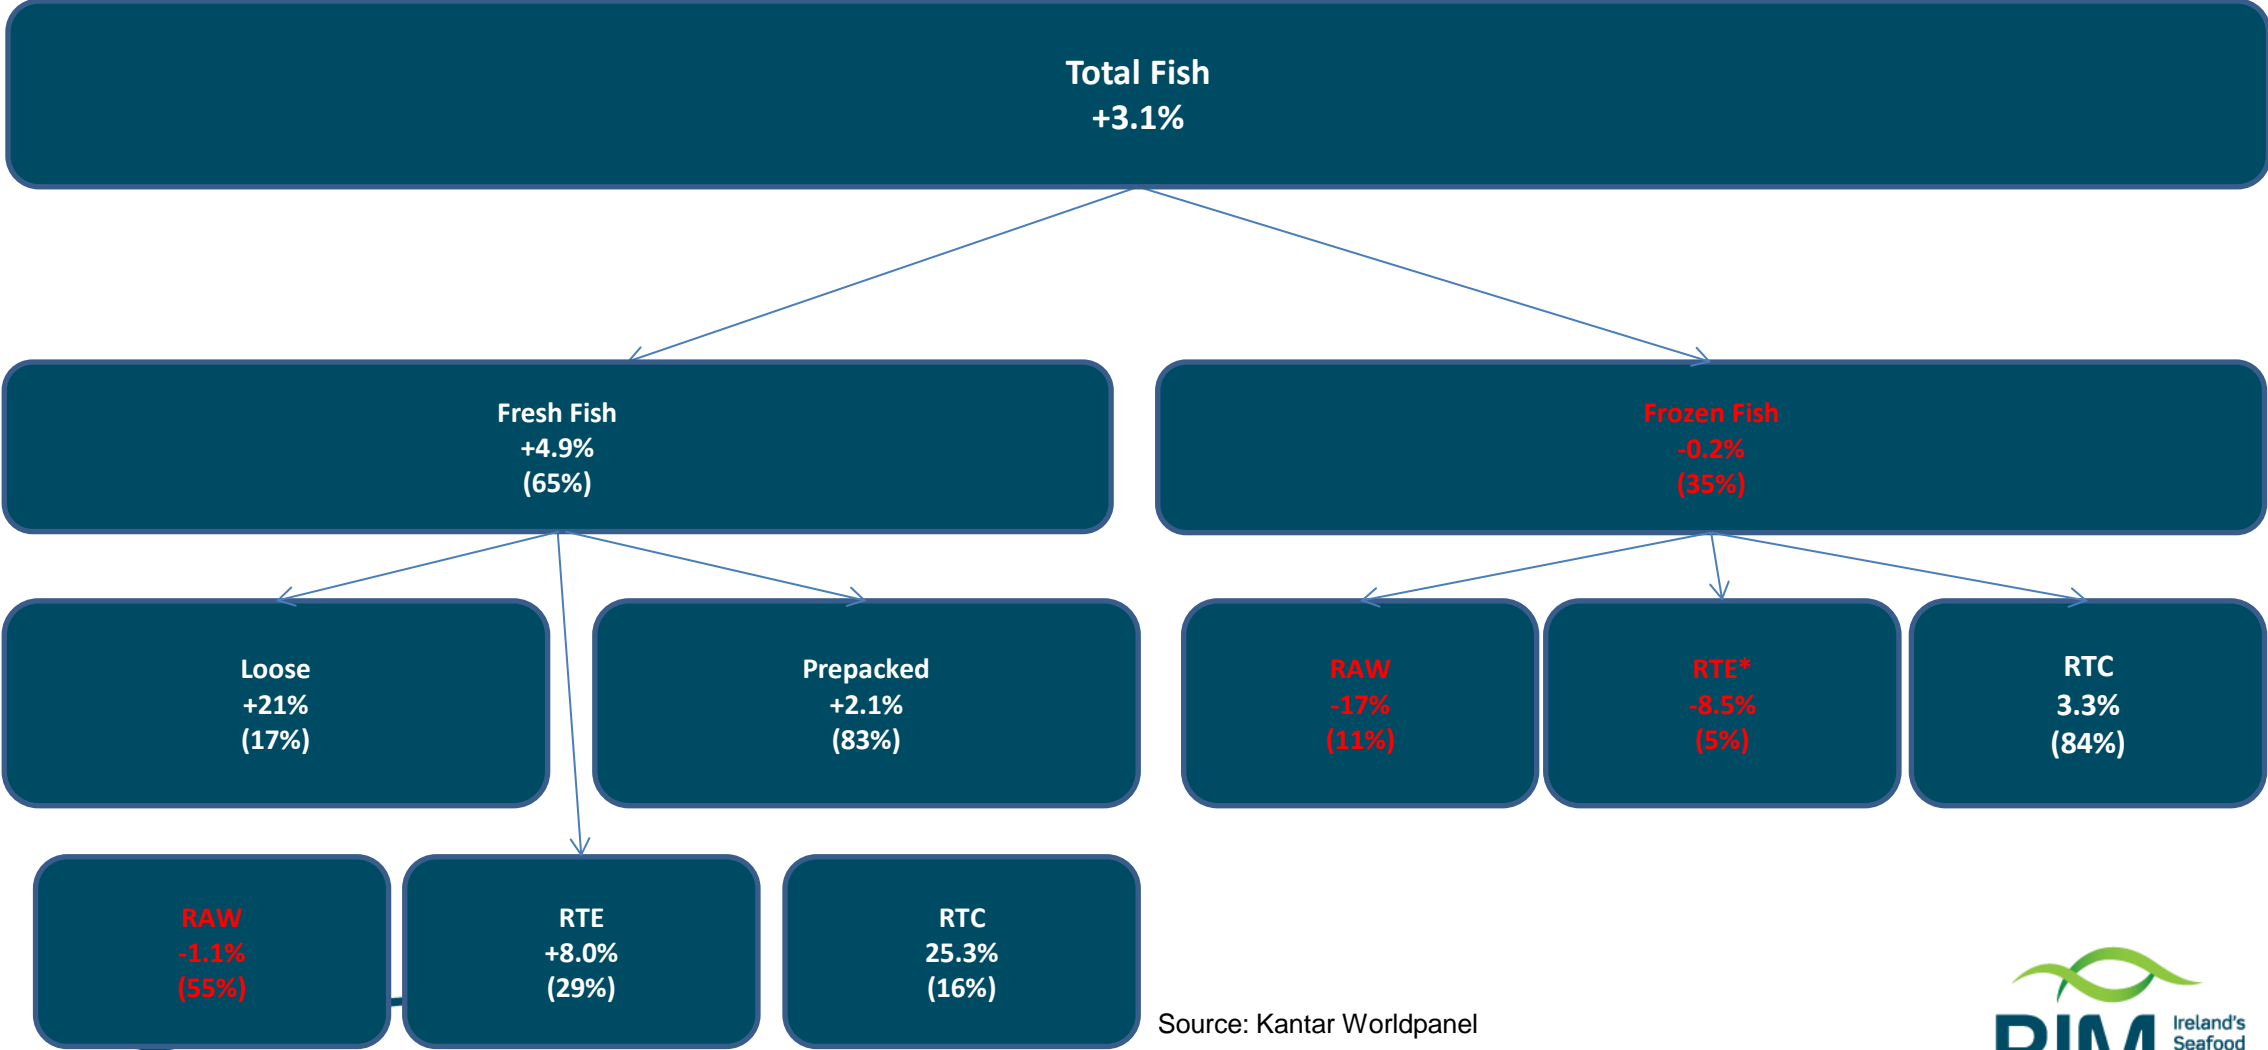 Total Fish
+3.1%
Fresh Fish
+4.9%
(65%)
Frozen Fish
-0.2%
(35%)
Loose
+21%
(17%)
Prepacked
+2.1%
(83%)
RAW
-17%
(11%)
RTE*
-8.5%
(5%)
RTC
3.3%
(84%)
RAW
-1.1%
(55%)
RTE
+8.0%
(29%)
RTC
25.3%
(16%)
Source: Kantar Worldpanel
BIM
Ireland's
Seafood